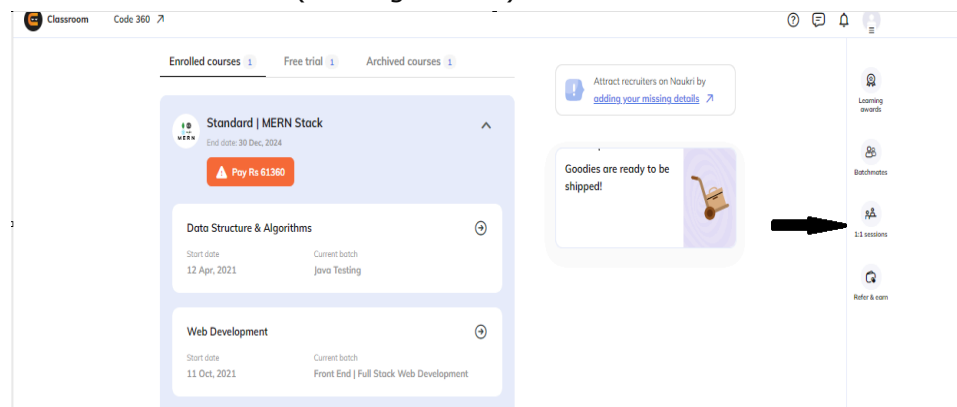 Classroom
Code 360
Enrolled courses 1
Free trial 1
Archived courses 1
Standard | MERN Stack
MERN
End date: 30 Dec, 2024
Pay Rs 61360
Data Structure & Algorithms
Start date
Current batch
12 Apr, 2021
Java Testing
Web Development
Start date
Current batch
11 Oct, 2021
Front End | Full Stack Web Development
Attract recruiters on Naukri by
adding your missing details
Goodies are ready to be
shipped!
Learning
awards
Batchmates
1:1 sessions
Refer & earn